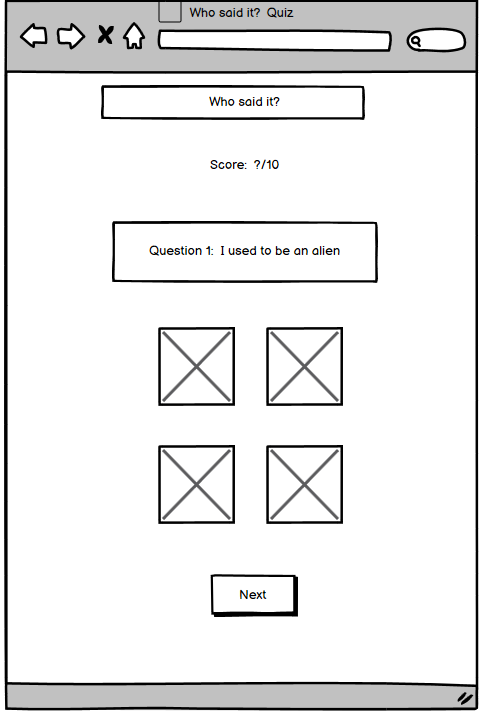 Who said it? Quiz
Who said it?
Score: ?/10
Question 1: I used to be an alien
Next